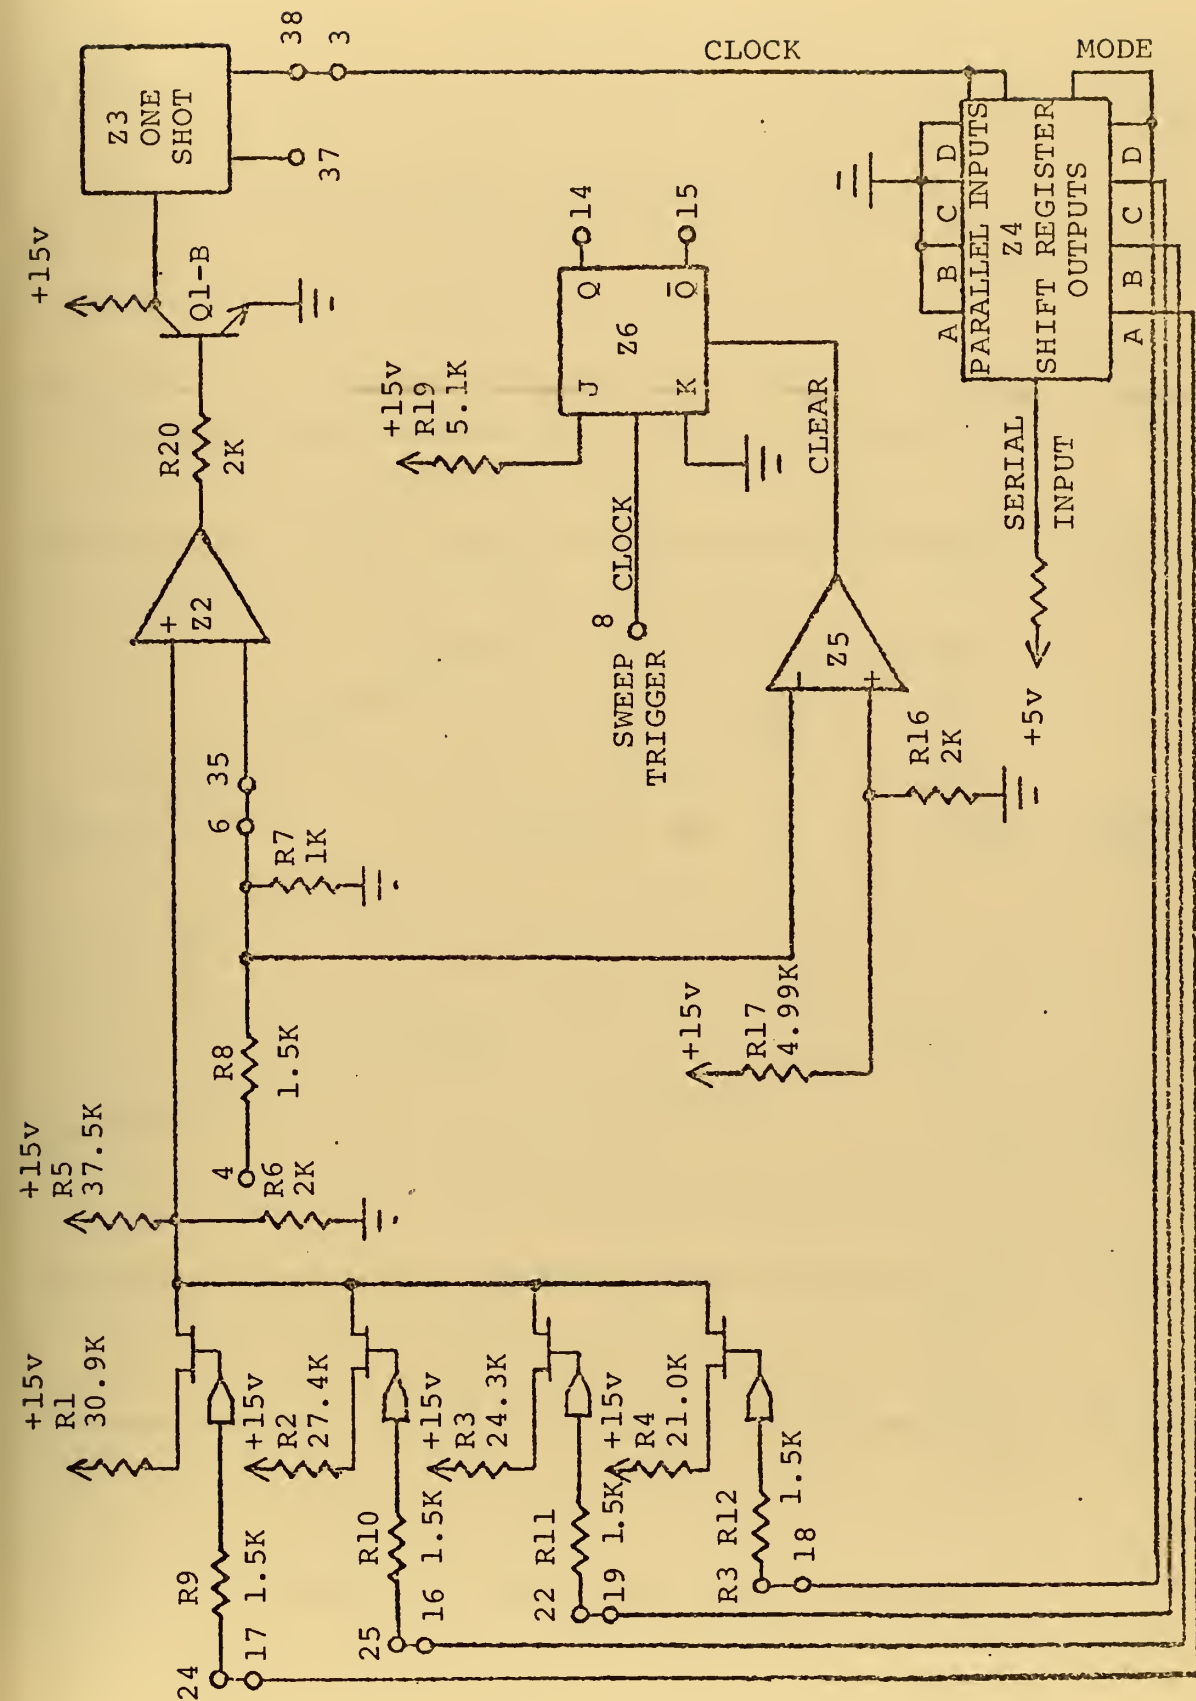 +15v
R1
30.9K
+15v
R5
37.5K
+15v
Z3
ONE
SHOT
38
3
37
CLOCK
MODE
Q1-B
R20
2K
Z2
+
35
6
R7
1K
R8
1.5K
4
R6
2K
+15v
R19
5.1K
J
Q
K
Q̅
Z6
14
15
CLOCK
8
SWEEP
TRIGGER
CLEAR
Z5
-
+
R16
2K
+15v
R17
4.99K
A B C D
PARALLEL INPUTS
Z4
SHIFT REGISTER
OUTPUTS
A B C D
SERIAL
INPUT
+5v
R9
24
17 1.5K
+15v
R2
27.4K
R10
25
16 1.5K
+15v
R3
24.3K
22 R11
19 1.5K
+15v
R4
21.0K
R3 R12
18 1.5K